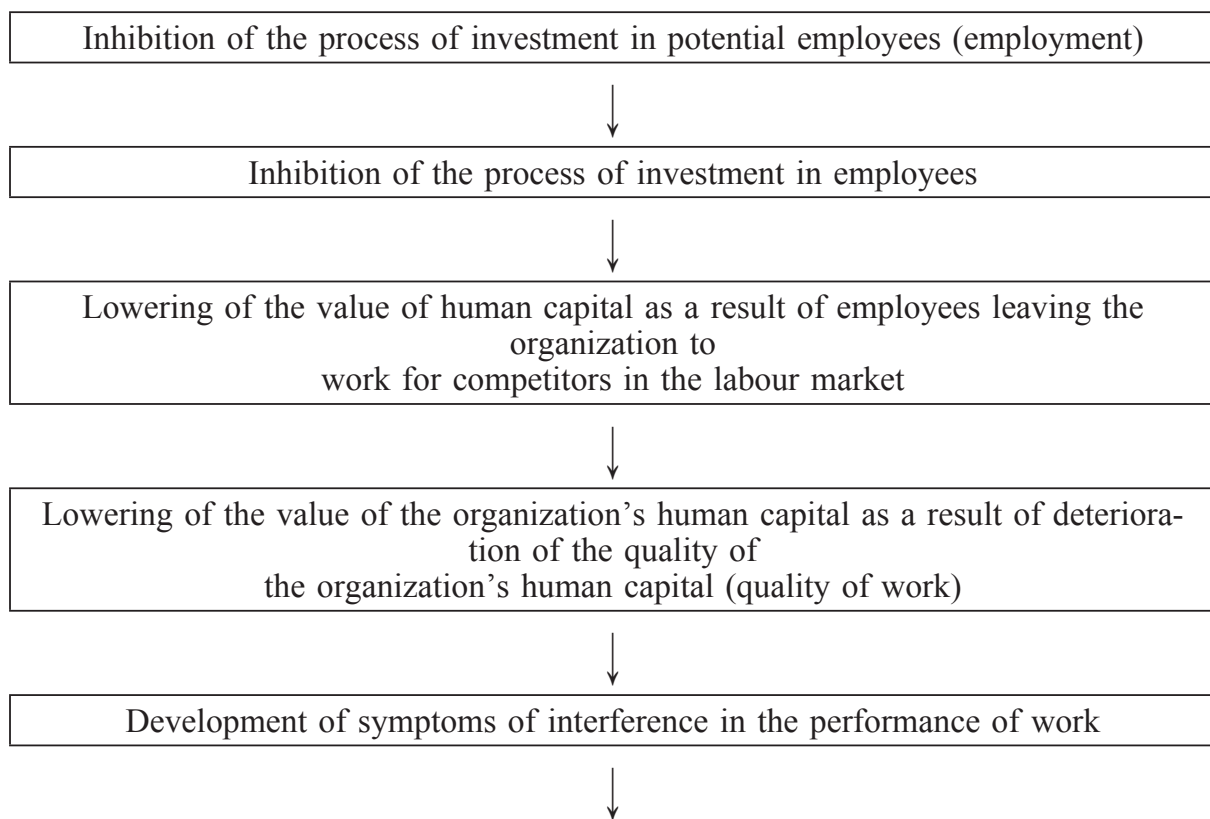 Inhibition of the process of investment in potential employees (employment)
Inhibition of the process of investment in employees
Lowering of the value of human capital as a result of employees leaving the
organization to
work for competitors in the labour market
Lowering of the value of the organization’s human capital as a result of deteriora-
tion of the quality of
the organization’s human capital (quality of work)
Development of symptoms of interference in the performance of work